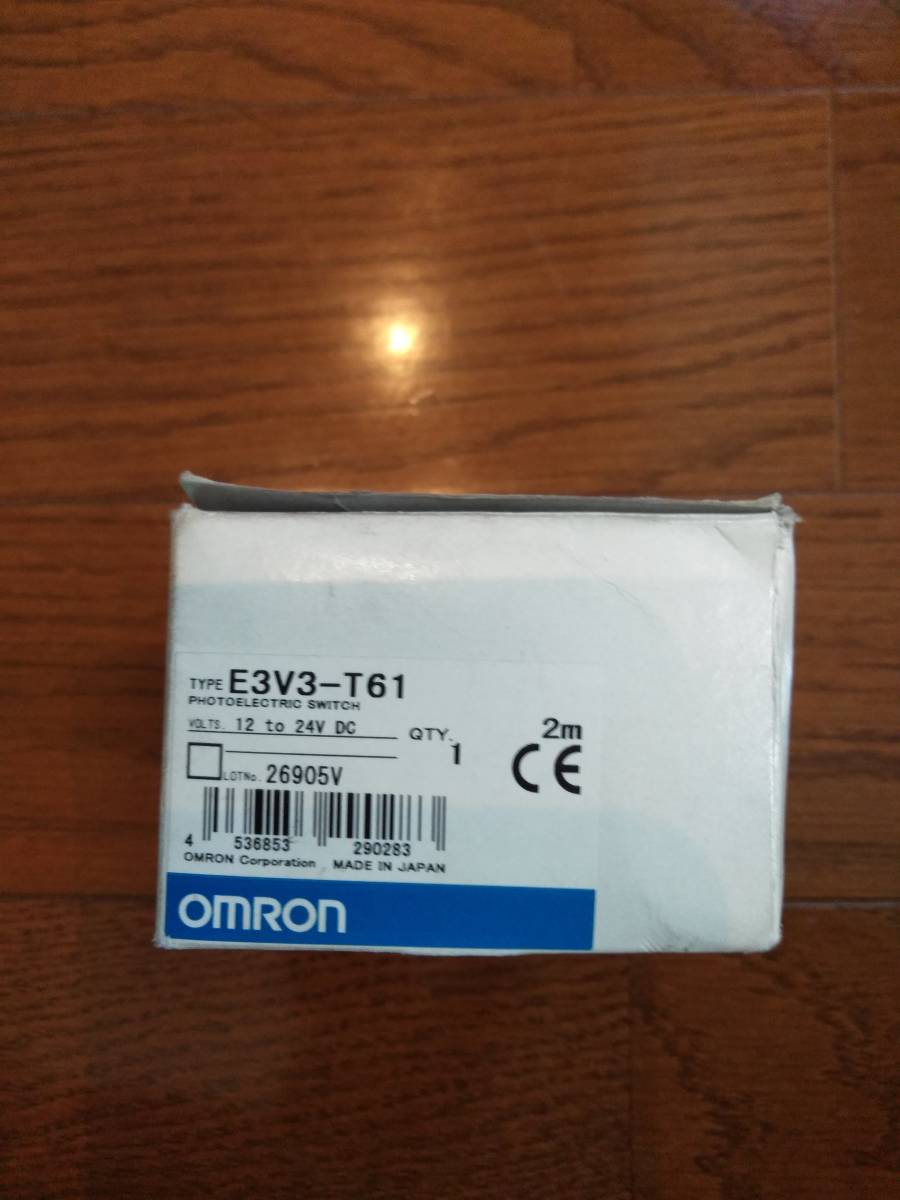 TYPE E3V3-T61
PHOTOELECTRIC SWITCH
VOLTS. 12 to 24V DC
QTY. 1
2m
CE
LOTNo. 26905V
4 536853 290283
OMRON Corporation MADE IN JAPAN
OMRON